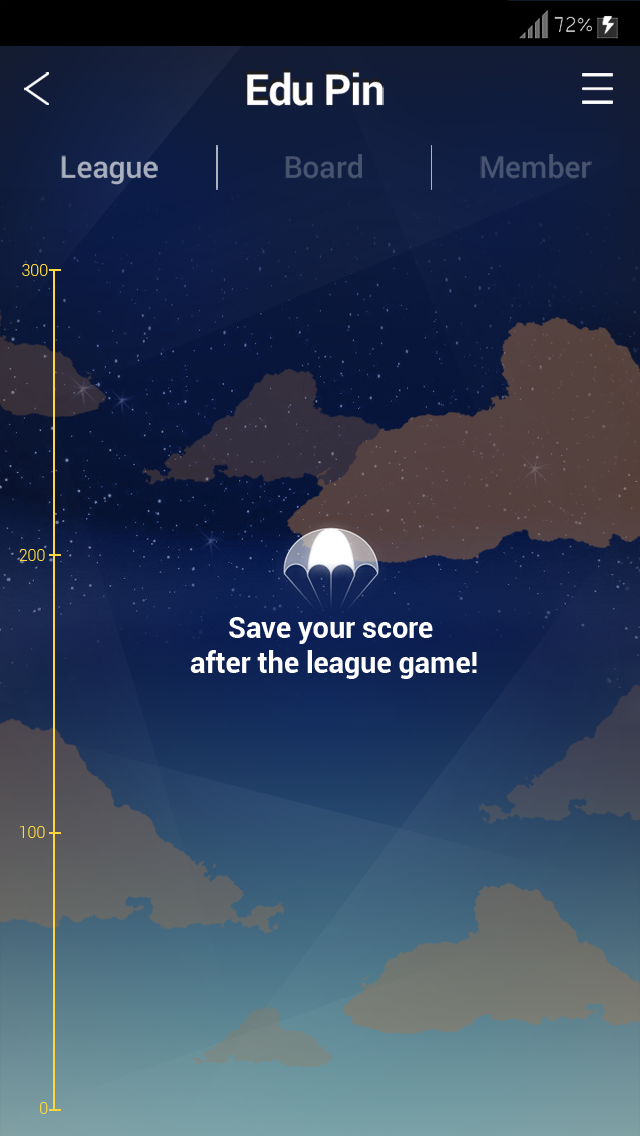 72%
Edu Pin
League
Board
Member
300
200
Save your score
after the league game!
100
0